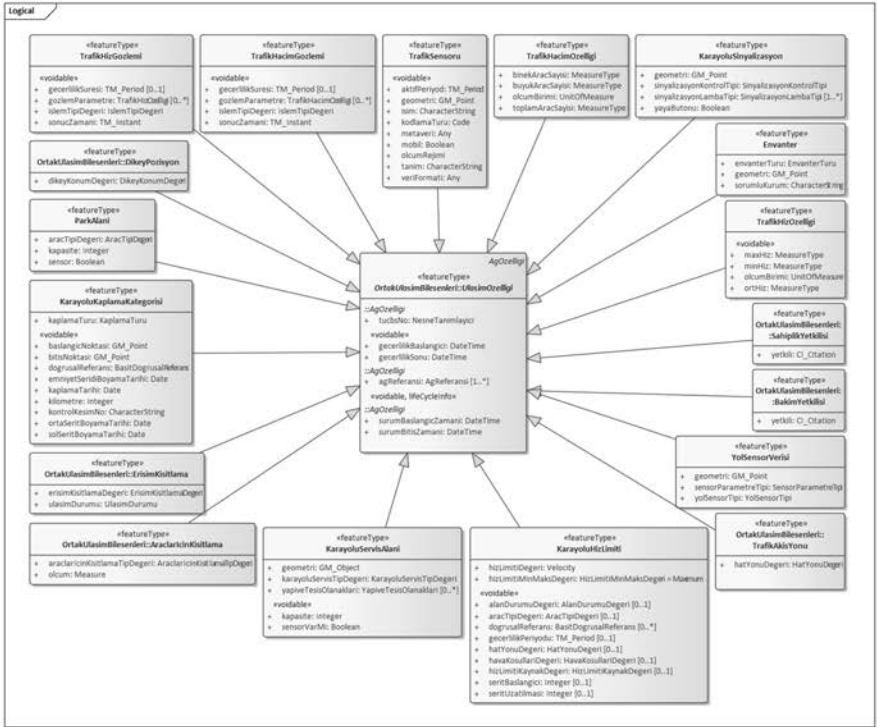 Logical
«featureType»
TrafikHizGozlemi
«voidable»
+ gecerlilikSuresi: TM_Period [0..1]
+ gozlemParametre: TrafikHizOzelligi [0..*]
+ islemTipiDegeri: IslemTipiDegeri
+ sonucZamani: TM_Instant
«featureType»
TrafikHacimGozlemi
«voidable»
+ gecerlilikSuresi: TM_Period [0..1]
+ gozlemParametre: TrafikHacimOzelligi [0..*]
+ islemTipiDegeri: IslemTipiDegeri
+ sonucZamani: TM_Instant
«featureType»
TrafikSensoru
«voidable»
+ aktifPeriyod: TM_Period
+ geometri: GM_Point
+ isim: CharacterString
+ kodlamaTuru: Code
+ metaveri: Any
+ mobil: Boolean
+ olcumRejimi
+ tanim: CharacterString
+ veriFormati: Any
«featureType»
TrafikHacimOzelligi
+ binekAracSayisi: MeasureType
+ buyukAracSayisi: MeasureType
+ olcumBirimi: UnitOfMeasure
+ toplamAracSayisi: MeasureType
«featureType»
KarayoluSinyalizasyon
+ geometri: GM_Point
+ sinyalizasyonKontrolTipi: SinyalizasyonKontrolTipi
+ sinyalizasyonLambaTipi: SinyalizasyonLambaTipi [1..*]
+ yayaButonu: Boolean
«featureType»
OrtakUlasimBilesenleri::DikeyPozisyon
+ dikeyKonumDegeri: DikeyKonumDegeri
«featureType»
Envanter
+ envanterTuru: EnvanterTuru
+ geometri: GM_Point
+ sorumluKurum: CharacterString
«featureType»
ParkAlani
+ aracTipiDegeri: AracTipiDegeri
+ kapasite: Integer
+ sensor: Boolean
«featureType»
TrafikHizOzelligi
«voidable»
+ maxHiz: MeasureType
+ minHiz: MeasureType
+ olcumBirimi: UnitOfMeasure
+ ortHiz: MeasureType
AgOzelligi
«featureType»
OrtakUlasimBilesenleri::UlasimOzelligi
::AgOzelligi
+ tucbsNo: NesneTanimlayici
«voidable»
+ gecerlilikBaslangici: DateTime
+ gecerlilikSonu: DateTime
::AgOzelligi
+ agReferansi: AgReferansi [1..*]
«voidable, lifeCycleInfo»
::AgOzelligi
+ surumBaslangicZamani: DateTime
+ surumBitisZamani: DateTime
«featureType»
KarayoluKaplamaKategorisi
+ kaplamaTuru: KaplamaTuru
«voidable»
+ baslangicNoktasi: GM_Point
+ bitisNoktasi: GM_Point
+ dogrusalReferans: BasitDogrusalReferans
+ emniyetSeridiBoyamaTarihi: Date
+ kaplamaTarihi: Date
+ kilometre: Integer
+ kontrolKesimNo: CharacterString
+ ortaSeritBoyamaTarihi: Date
+ solSeritBoyamaTarihi: Date
«featureType»
OrtakUlasimBilesenleri:
:SahiplikYetkilisi
+ yetkili: CI_Citation
«featureType»
OrtakUlasimBilesenleri:
:BakimYetkilisi
+ yetkili: CI_Citation
«featureType»
YolSensorVerisi
+ geometri: GM_Point
+ sensorParametreTipi: SensorParametreTipi
+ yolSensorTipi: YolSensorTipi
«featureType»
OrtakUlasimBilesenleri::ErisimKisitlama
+ erisimKisitlamaDegeri: ErisimKisitlamaDegeri
+ ulasimDurumu: UlasimDurumu
«featureType»
OrtakUlasimBilesenleri::AraclarIcinKisitlama
+ araclarIcinKisitlamaTipDegeri: AraclarIcinKisitlamaTipDegeri
+ olcum: Measure
«featureType»
KarayoluServisAlani
+ geometri: GM_Object
+ karayoluServisTipDegeri: KarayoluServisTipDegeri
+ yapiveTesisOlanaklari: YapiveTesisOlanaklari [0..*]
«voidable»
+ kapasite: Integer
+ sensorVarMi: Boolean
«featureType»
KarayoluHizLimiti
+ hizLimitiDegeri: Velocity
+ hizLimitiMinMaksDegeri: HizLimitiMinMaksDegeri = Maximum
«voidable»
+ alanDurumuDegeri: AlanDurumuDegeri [0..1]
+ aracTipiDegeri: AracTipiDegeri [0..1]
+ dogrusalReferans: BasitDogrusalReferans [0..*]
+ gecerlilikPeriyodu: TM_Period [0..1]
+ hatYonuDegeri: HatYonuDegeri [0..1]
+ havaKosullariDegeri: HavaKosullariDegeri [0..1]
+ hizLimitiKaynakDegeri: HizLimitiKaynakDegeri [0..1]
+ seritBaslangici: Integer [0..1]
+ seritUzatilmasi: Integer [0..1]
«featureType»
OrtakUlasimBilesenleri::
TrafikAkisYonu
+ hatYonuDegeri: HatYonuDegeri